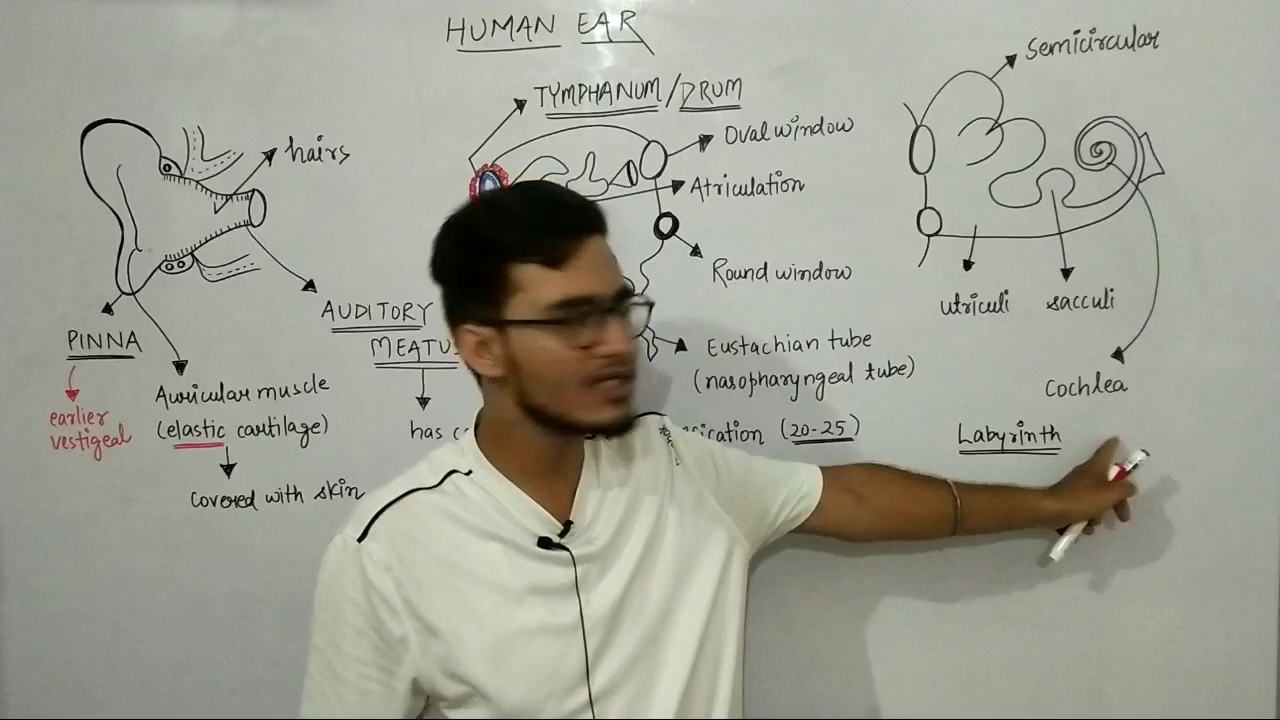 HUMAN EAR
hairs
PINNA
earlier
vestigeal
Auricular muscle
(elastic cartilage)
covered with skin
AUDITORY
MEATU
has
TYMPHANUM/DRUM
Oval window
Atriculation
Round window
Eustachian tube
(nasopharyngeal tube)
(20-25)
Semicircular
utriculi
sacculi
cochlea
Labyrinth